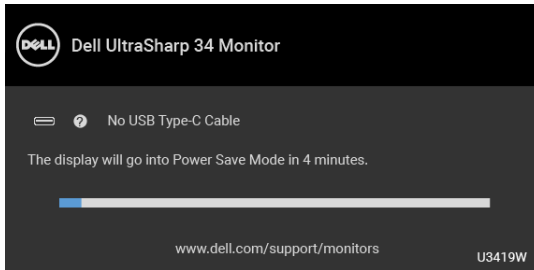 DELL Dell UltraSharp 34 Monitor
? No USB Type-C Cable
The display will go into Power Save Mode in 4 minutes.
www.dell.com/support/monitors
U3419W